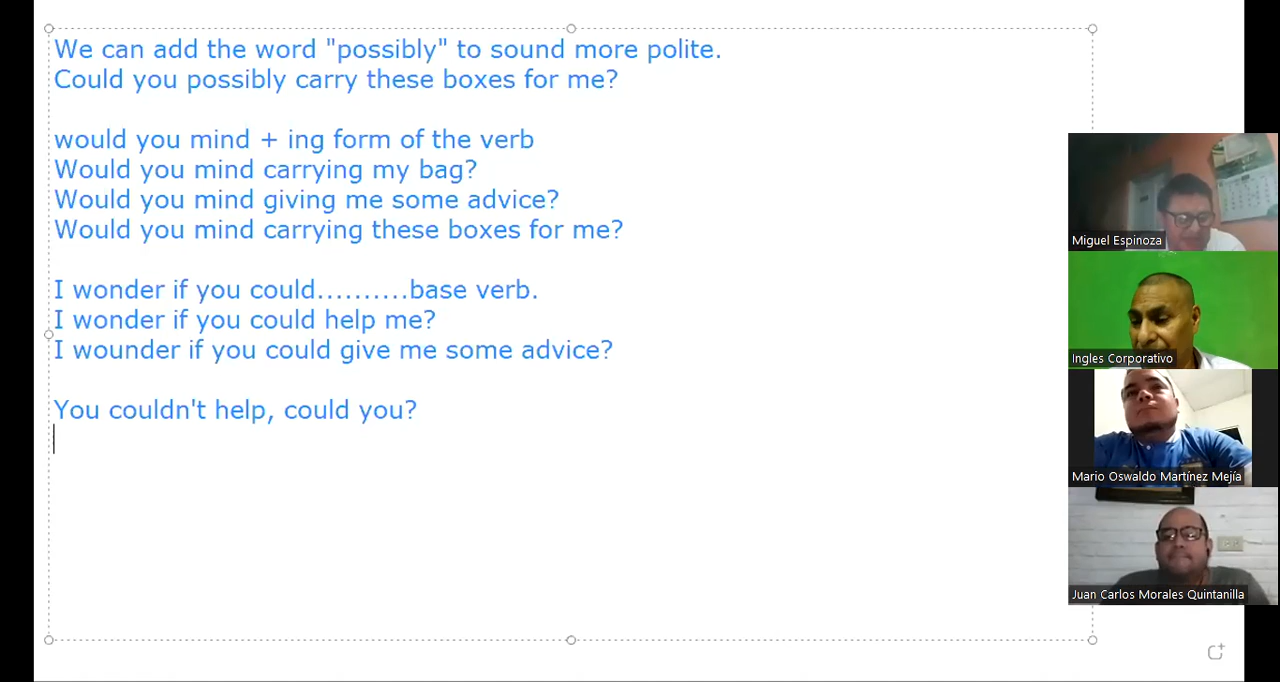 We can add the word "possibly" to sound more polite.
Could you possibly carry these boxes for me?
would you mind + ing form of the verb
Would you mind carrying my bag?
Would you mind giving me some advice?
Would you mind carrying these boxes for me?
I wonder if you could..........base verb.
I wonder if you could help me?
I wounder if you could give me some advice?
You couldn't help, could you?
Miguel Espinoza
Ingles Corporativo
Mario Oswaldo Martínez Mejía
Juan Carlos Morales Quintanilla